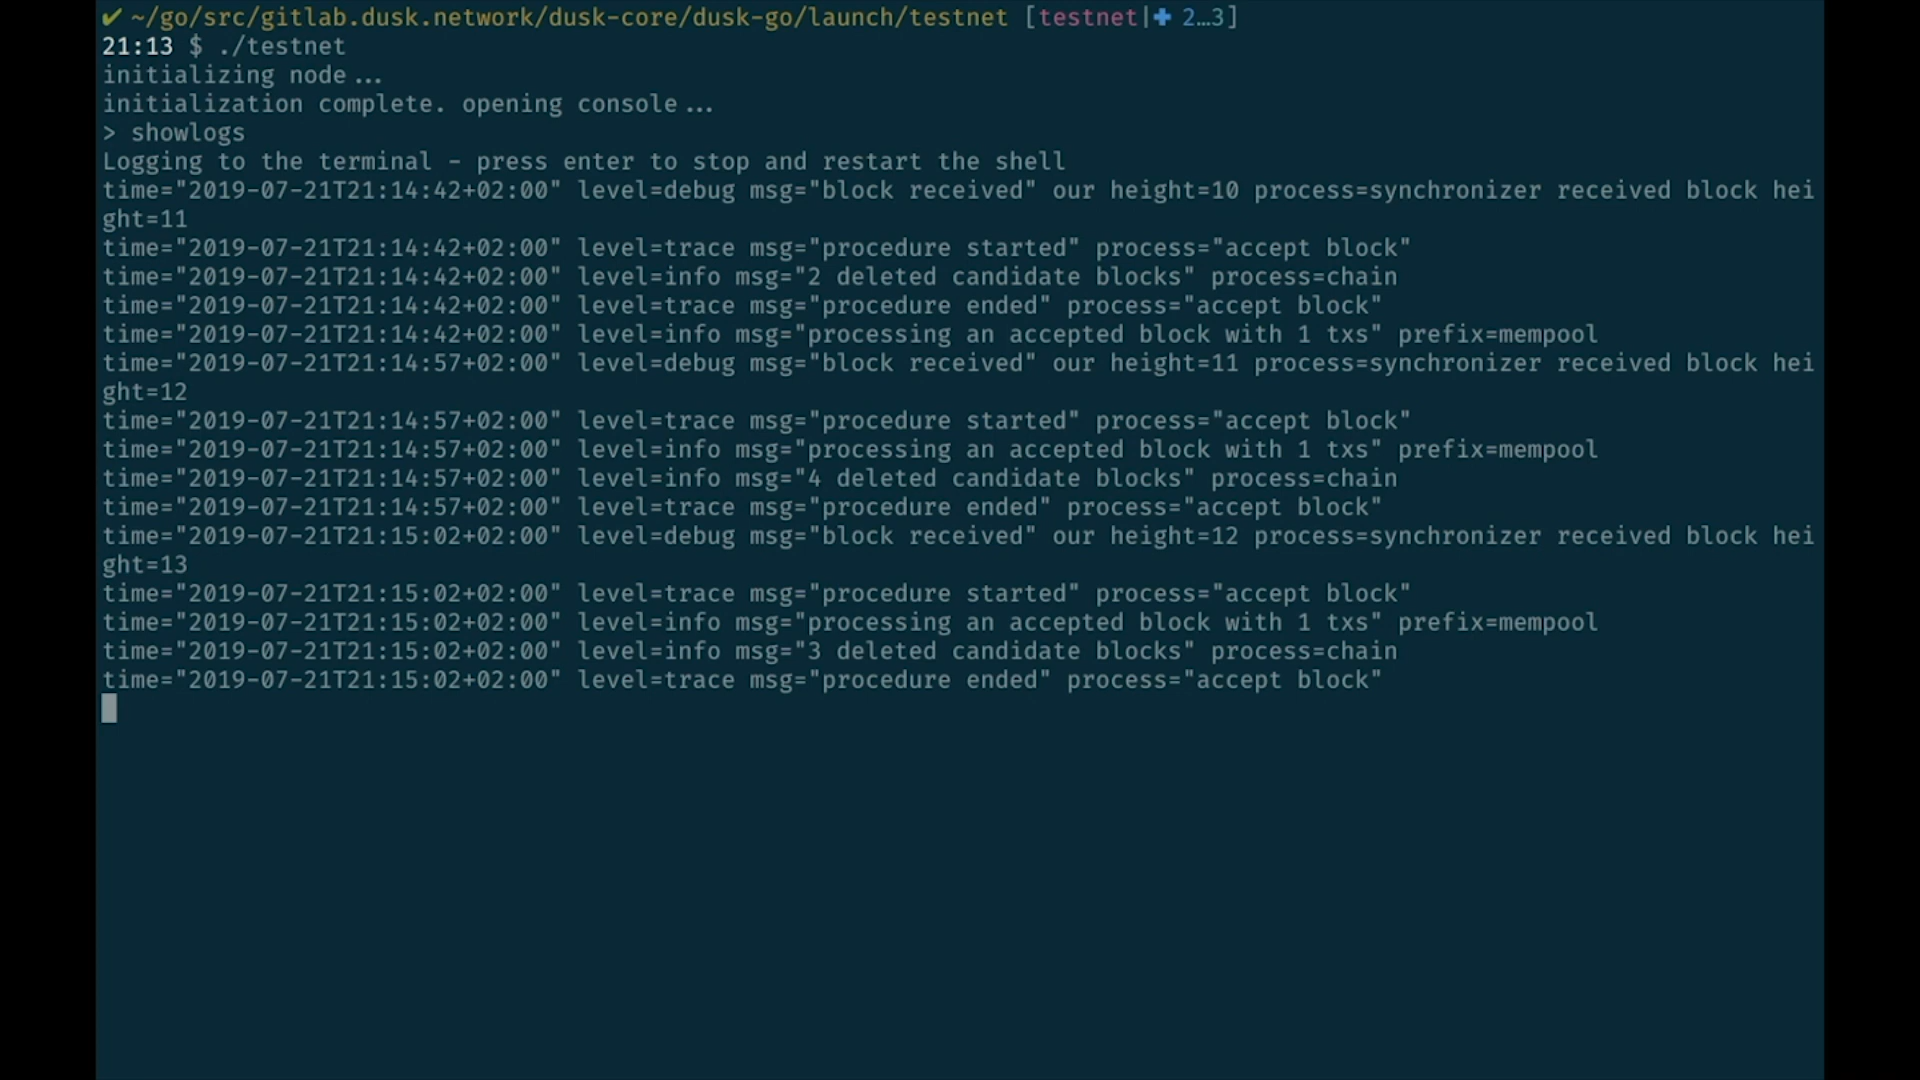 ✔ ~/go/src/gitlab.dusk.network/dusk-core/dusk-go/launch/testnet [testnet|✚ 2…3]
21:13 $ ./testnet
initializing node...
initialization complete. opening console...
> showlogs
Logging to the terminal - press enter to stop and restart the shell
time="2019-07-21T21:14:42+02:00" level=debug msg="block received" our height=10 process=synchronizer received block hei
ght=11
time="2019-07-21T21:14:42+02:00" level=trace msg="procedure started" process="accept block"
time="2019-07-21T21:14:42+02:00" level=info msg="2 deleted candidate blocks" process=chain
time="2019-07-21T21:14:42+02:00" level=trace msg="procedure ended" process="accept block"
time="2019-07-21T21:14:42+02:00" level=info msg="processing an accepted block with 1 txs" prefix=mempool
time="2019-07-21T21:14:57+02:00" level=debug msg="block received" our height=11 process=synchronizer received block hei
ght=12
time="2019-07-21T21:14:57+02:00" level=trace msg="procedure started" process="accept block"
time="2019-07-21T21:14:57+02:00" level=info msg="processing an accepted block with 1 txs" prefix=mempool
time="2019-07-21T21:14:57+02:00" level=info msg="4 deleted candidate blocks" process=chain
time="2019-07-21T21:14:57+02:00" level=trace msg="procedure ended" process="accept block"
time="2019-07-21T21:15:02+02:00" level=debug msg="block received" our height=12 process=synchronizer received block hei
ght=13
time="2019-07-21T21:15:02+02:00" level=trace msg="procedure started" process="accept block"
time="2019-07-21T21:15:02+02:00" level=info msg="processing an accepted block with 1 txs" prefix=mempool
time="2019-07-21T21:15:02+02:00" level=info msg="3 deleted candidate blocks" process=chain
time="2019-07-21T21:15:02+02:00" level=trace msg="procedure ended" process="accept block"